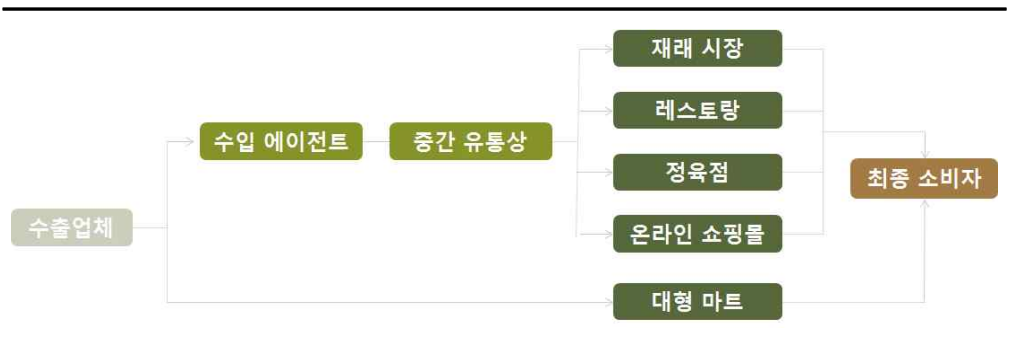 재래 시장
레스토랑
수입 에이전트
중간 유통상
정육점
최종 소비자
수출업체
온라인 쇼핑몰
대형 마트